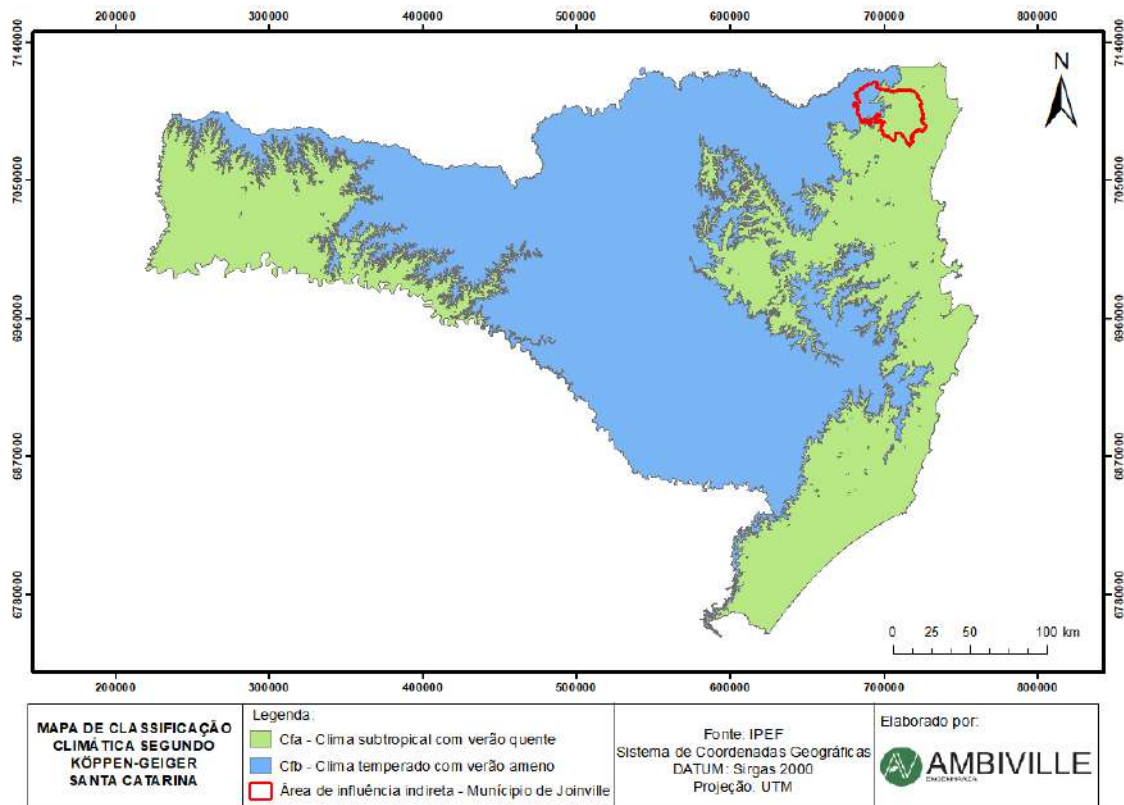 200000 300000 400000 500000 600000 700000 800000
7140000
7050000
6960000
6870000
6780000
7140000
7050000
6960000
6870000
6780000
N
0 25 50 100 km
200000 300000 400000 500000 600000 700000 800000
MAPA DE CLASSIFICAÇÃO
CLIMÁTICA SEGUNDO
KÖPPEN-GEIGER
SANTA CATARINA
Legenda:
Cfa - Clima subtropical com verão quente
Cfb - Clima temperado com verão ameno
Área de influência indireta - Munícipio de Joinville
Fonte: IPEF
Sistema de Coordenadas Geográficas
DATUM: Sirgas 2000
Projeção: UTM
Elaborado por:
AMBIVILLE
ENGENHARIA